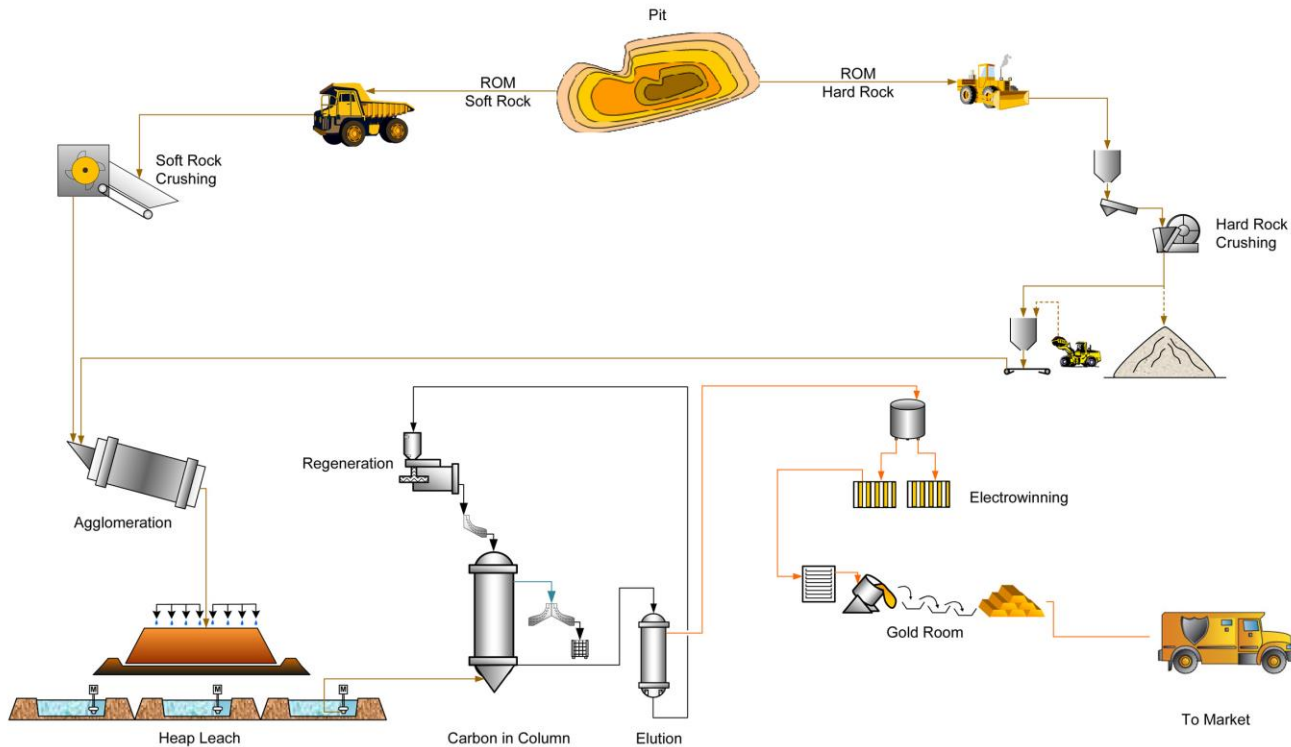 Pit
ROM
Soft Rock
ROM
Hard Rock
Soft Rock
Crushing
Hard Rock
Crushing
Regeneration
Electrowinning
Agglomeration
Gold Room
M
M
M
To Market
Heap Leach
Carbon in Column
Elution